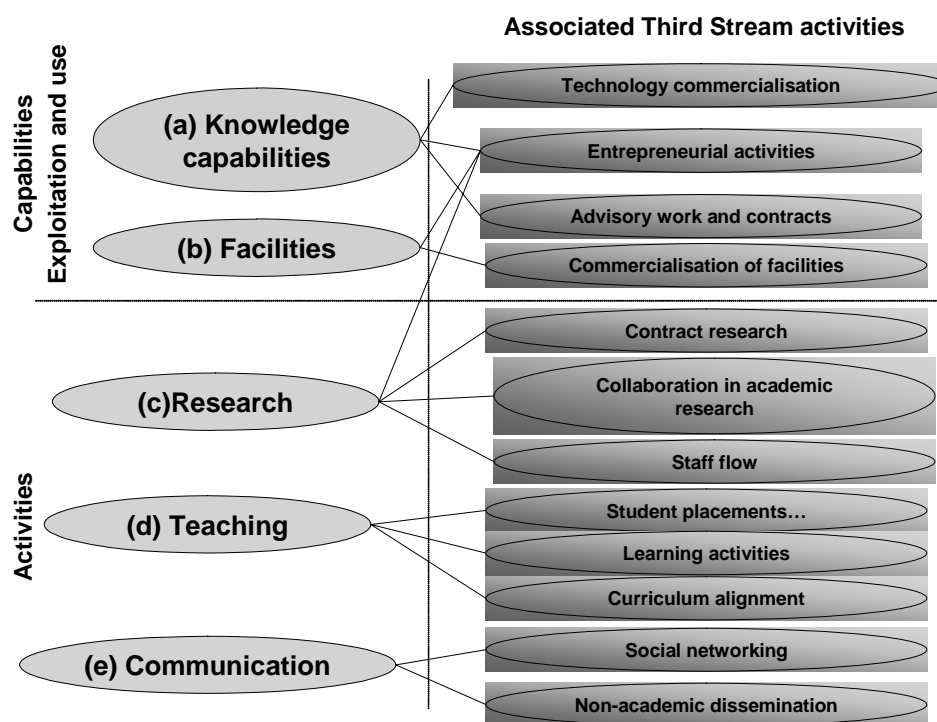 Associated Third Stream activities
Capabilities
Exploitation and use
(a) Knowledge
capabilities
Technology commercialisation
Entrepreneurial activities
Advisory work and contracts
(b) Facilities
Commercialisation of facilities
Activities
(c)Research
Contract research
Collaboration in academic
research
Staff flow
(d) Teaching
Student placements…
Learning activities
Curriculum alignment
(e) Communication
Social networking
Non-academic dissemination